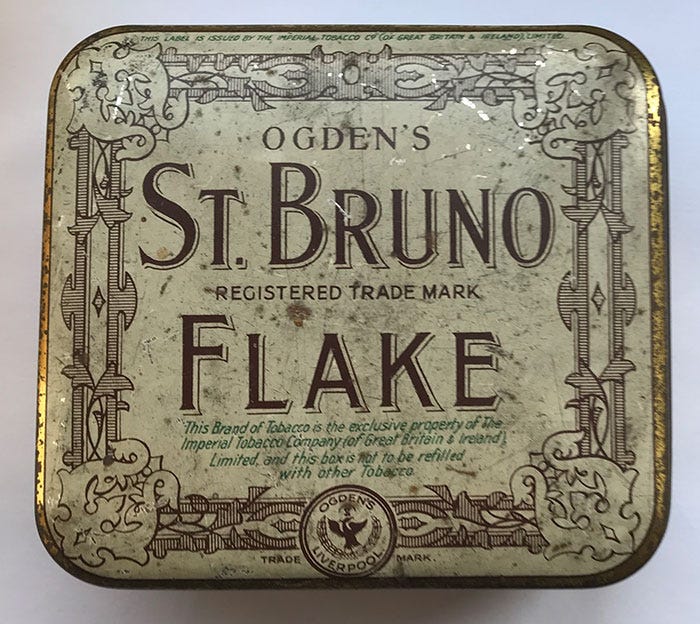 THIS LABEL IS ISSUED BY THE IMPERIAL TOBACCO Cº (OF GREAT BRITAIN & IRELAND), LIMITED.
OGDEN'S
ST. BRUNO
REGISTERED TRADE MARK
FLAKE
This Brand of Tobacco is the exclusive property of The
Imperial Tobacco Company (of Great Britain & Ireland),
Limited, and this box is not to be refilled
with other Tobacco.
OGDEN'S
LIVERPOOL
TRADE MARK.